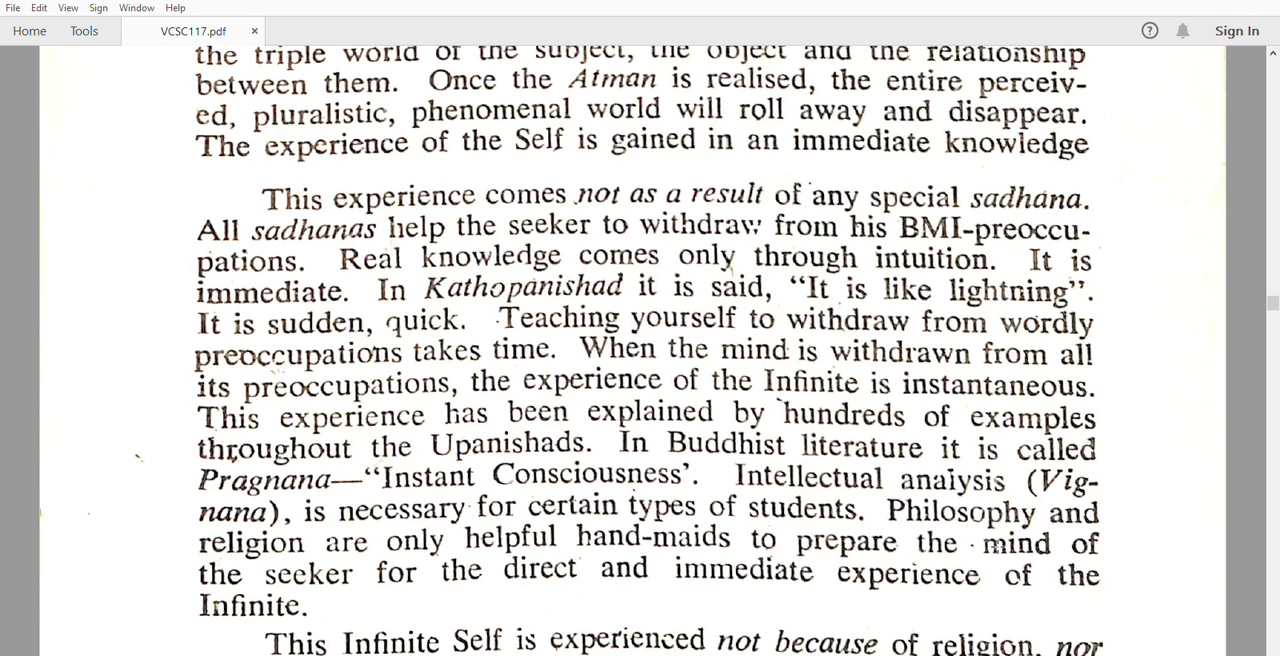 File Edit View Sign Window Help
Home Tools VCSC117.pdf × Sign In
the triple world of the subject, the object and the relationship
between them. Once the Atman is realised, the entire perceiv-
ed, pluralistic, phenomenal world will roll away and disappear.
The experience of the Self is gained in an immediate knowledge
This experience comes not as a result of any special sadhana.
All sadhanas help the seeker to withdraw from his BMI-preoccu-
pations. Real knowledge comes only through intuition. It is
immediate. In Kathopanishad it is said, “It is like lightning”.
It is sudden, quick. Teaching yourself to withdraw from wordly
preoccupations takes time. When the mind is withdrawn from all
its preoccupations, the experience of the Infinite is instantaneous.
This experience has been explained by hundreds of examples
throughout the Upanishads. In Buddhist literature it is called
Pragnana—“Instant Consciousness’. Intellectual analysis (Vig-
nana), is necessary for certain types of students. Philosophy and
religion are only helpful hand-maids to prepare the mind of
the seeker for the direct and immediate experience of the
Infinite.
This Infinite Self is experienced not because of religion, nor